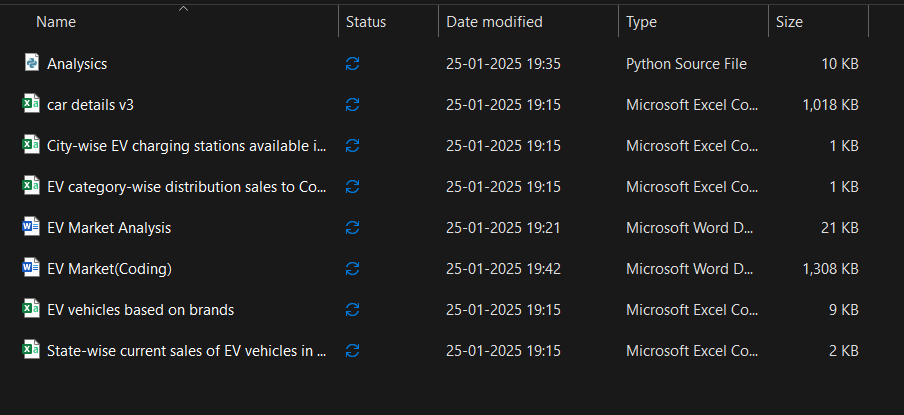 Name Status Date modified Type Size
Analysics 25-01-2025 19:35 Python Source File 10 KB
car details v3 25-01-2025 19:15 Microsoft Excel Co... 1,018 KB
City-wise EV charging stations available i... 25-01-2025 19:15 Microsoft Excel Co... 1 KB
EV category-wise distribution sales to Co... 25-01-2025 19:15 Microsoft Excel Co... 1 KB
EV Market Analysis 25-01-2025 19:21 Microsoft Word D... 21 KB
EV Market(Coding) 25-01-2025 19:42 Microsoft Word D... 1,308 KB
EV vehicles based on brands 25-01-2025 19:15 Microsoft Excel Co... 9 KB
State-wise current sales of EV vehicles in ... 25-01-2025 19:15 Microsoft Excel Co... 2 KB